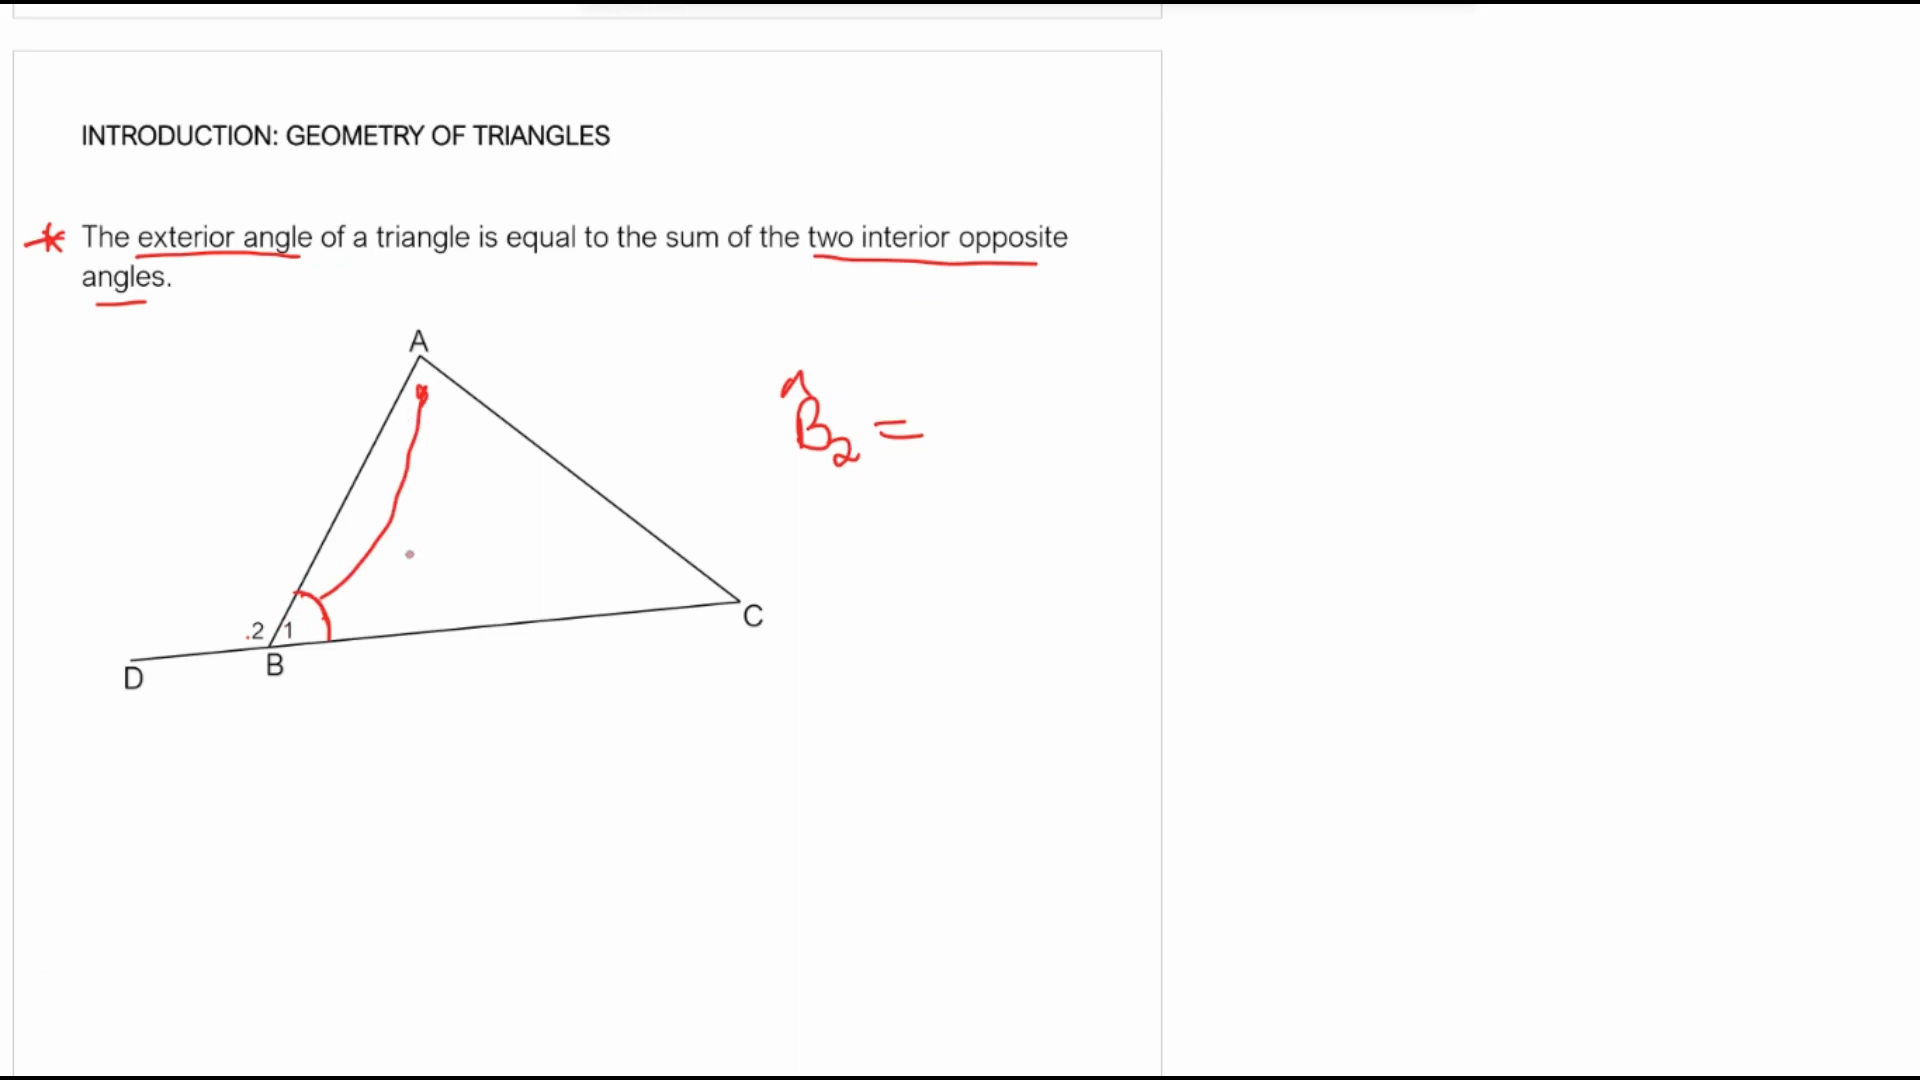 INTRODUCTION: GEOMETRY OF TRIANGLES
The exterior angle of a triangle is equal to the sum of the two interior opposite
angles.
A
B̂₂ =
C
2 1
B
D